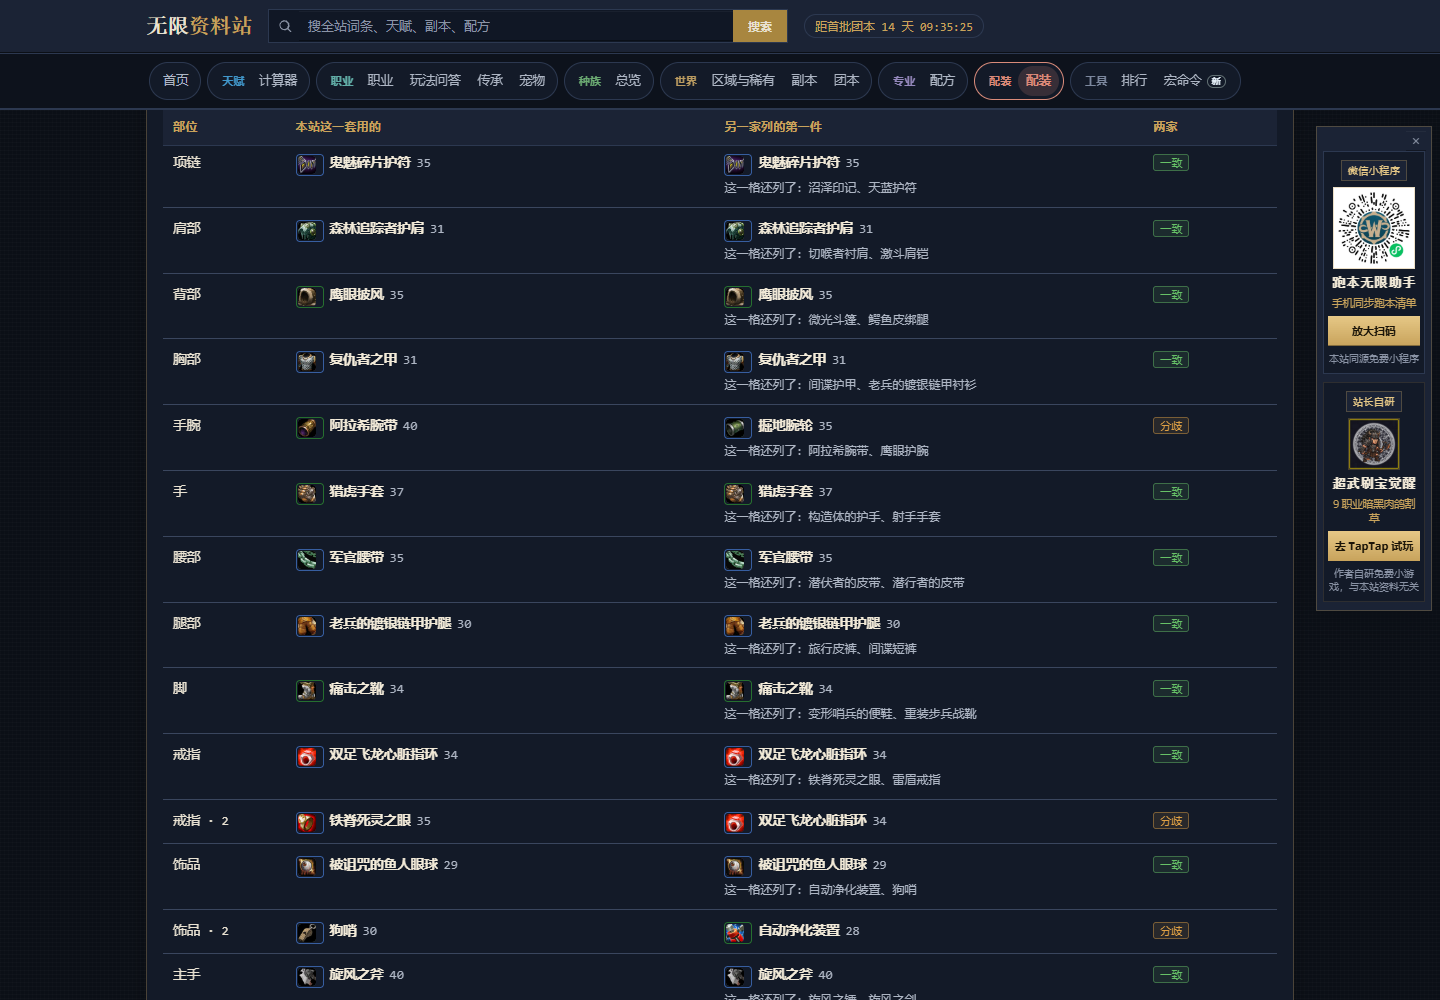 无限资料站
搜全站词条、天赋、副本、配方
搜索
距首批团本 14 天 09:35:25
首页
天赋 计算器
职业 职业 玩法问答 传承 宠物
种族 总览
世界 区域与稀有 副本 团本
专业 配方
配装 配装
工具 排行 宏命令 新
部位 本站这一套用的 另一家列的第一件 两家
项链 鬼魅碎片护符 35 鬼魅碎片护符 35 一致
这一格还列了: 沼泽印记、天蓝护符
肩部 森林追踪者护肩 31 森林追踪者护肩 31 一致
这一格还列了: 切喉者衬肩、激斗肩铠
背部 鹰眼披风 35 鹰眼披风 35 一致
这一格还列了: 微光斗篷、鳄鱼皮绑腿
胸部 复仇者之甲 31 复仇者之甲 31 一致
这一格还列了: 间谍护甲、老兵的镀银链甲衬衫
手腕 阿拉希腕带 40 掘地腕轮 35 分歧
这一格还列了: 阿拉希腕带、鹰眼护腕
手 猎虎手套 37 猎虎手套 37 一致
这一格还列了: 构造体的护手、射手手套
腰部 军官腰带 35 军官腰带 35 一致
这一格还列了: 潜伏者的皮带、潜行者的皮带
腿部 老兵的镀银链甲护腿 30 老兵的镀银链甲护腿 30 一致
这一格还列了: 旅行皮裤、间谍短裤
脚 痛击之靴 34 痛击之靴 34 一致
这一格还列了: 变形哨兵的便鞋、重装步兵战靴
戒指 双足飞龙心脏指环 34 双足飞龙心脏指环 34 一致
这一格还列了: 铁脊死灵之眼、雷眉戒指
戒指 · 2 铁脊死灵之眼 35 双足飞龙心脏指环 34 分歧
饰品 被诅咒的鱼人眼球 29 被诅咒的鱼人眼球 29 一致
这一格还列了: 自动净化装置、狗哨
饰品 · 2 狗哨 30 自动净化装置 28 分歧
主手 旋风之斧 40 旋风之斧 40 一致
这一格还列了: 旋风之锤、旋风之剑
×
微信小程序
跑本无限助手
手机同步跑本清单
放大扫码
本站同源免费小程序
站长自研
超武刷宝觉醒
9 职业暗黑肉鸽割
草
去 TapTap 试玩
作者自研免费小游
戏，与本站资料无关